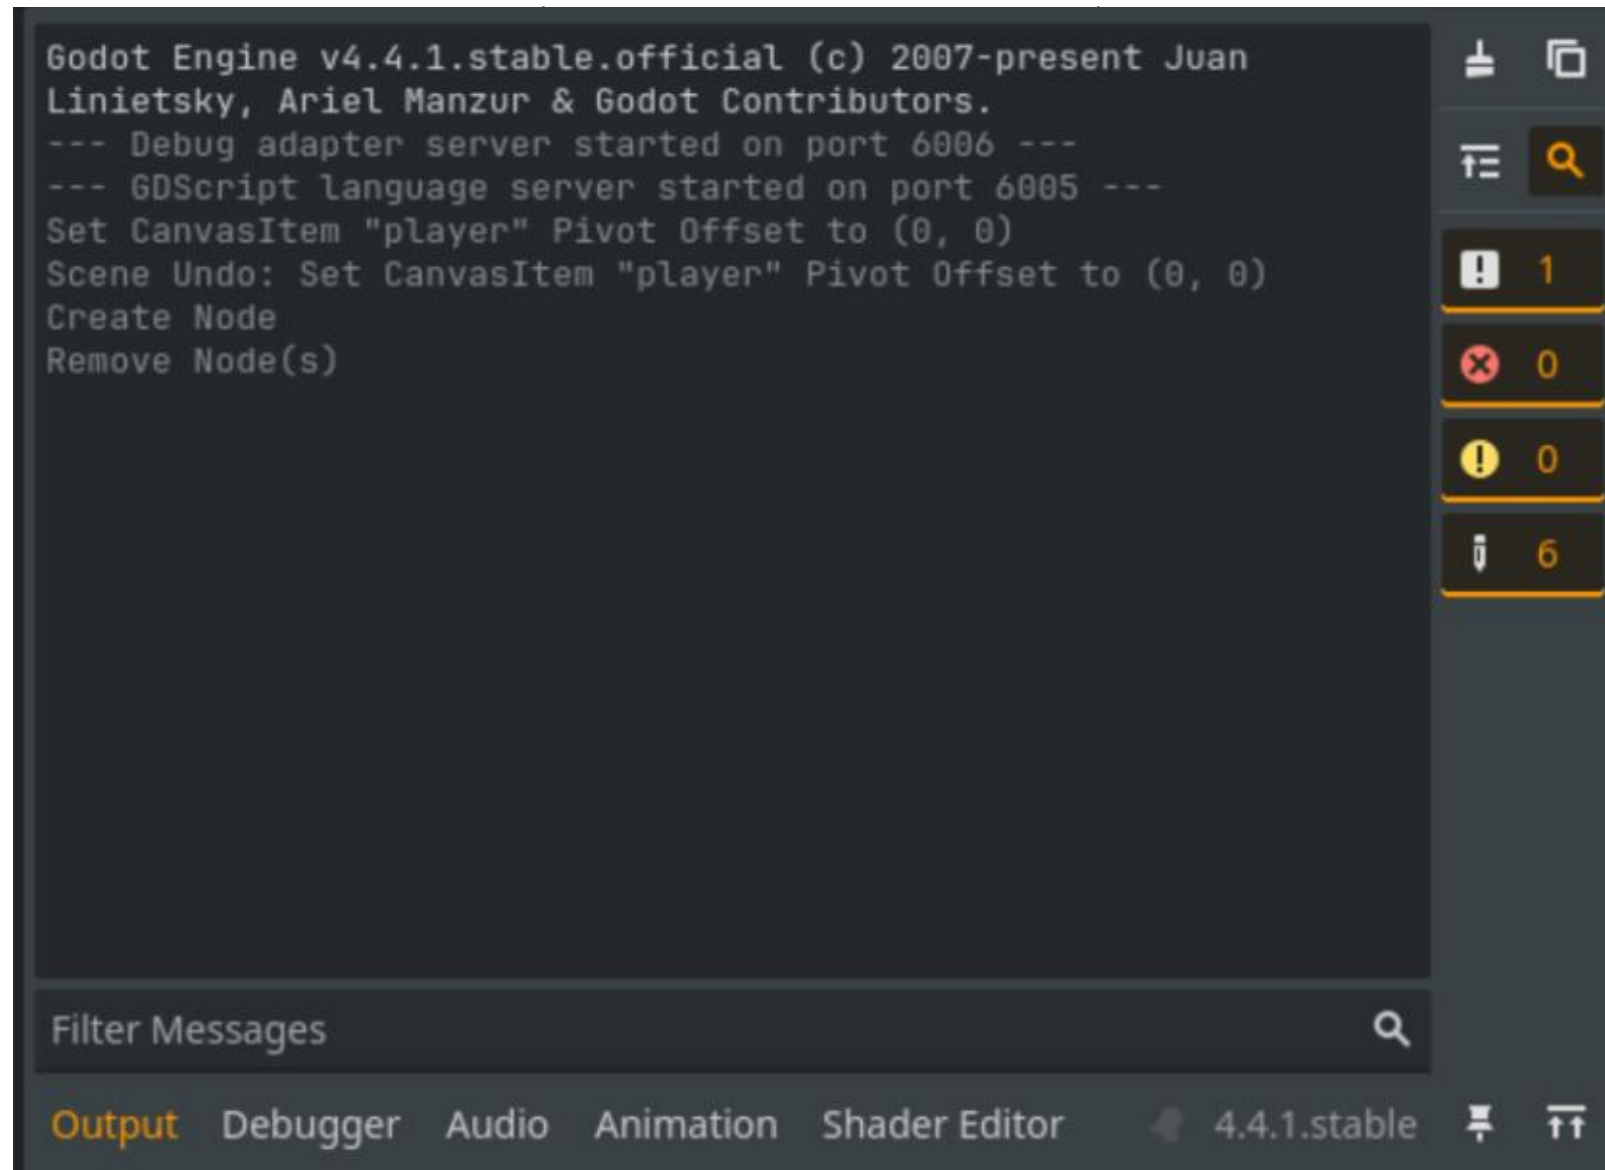 Godot Engine v4.4.1.stable.official (c) 2007-present Juan
Linietsky, Ariel Manzur & Godot Contributors.
--- Debug adapter server started on port 6006 ---
--- GDScript language server started on port 6005 ---
Set CanvasItem "player" Pivot Offset to (0, 0)
Scene Undo: Set CanvasItem "player" Pivot Offset to (0, 0)
Create Node
Remove Node(s)
1
0
0
6
Filter Messages
Output Debugger Audio Animation Shader Editor 4.4.1.stable